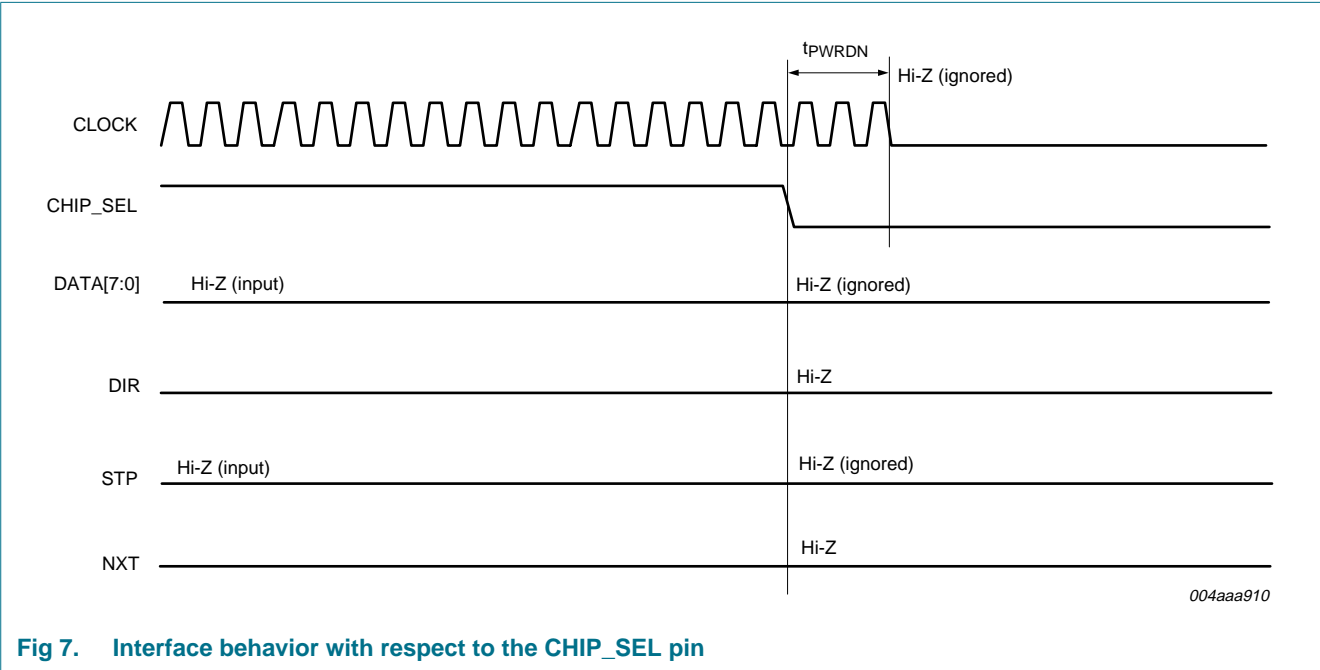 tPWRDN
Hi-Z (ignored)
CLOCK
CHIP_SEL
DATA[7:0] Hi-Z (input) Hi-Z (ignored)
DIR Hi-Z
STP Hi-Z (input) Hi-Z (ignored)
NXT Hi-Z
004aaa910
Fig 7. Interface behavior with respect to the CHIP_SEL pin